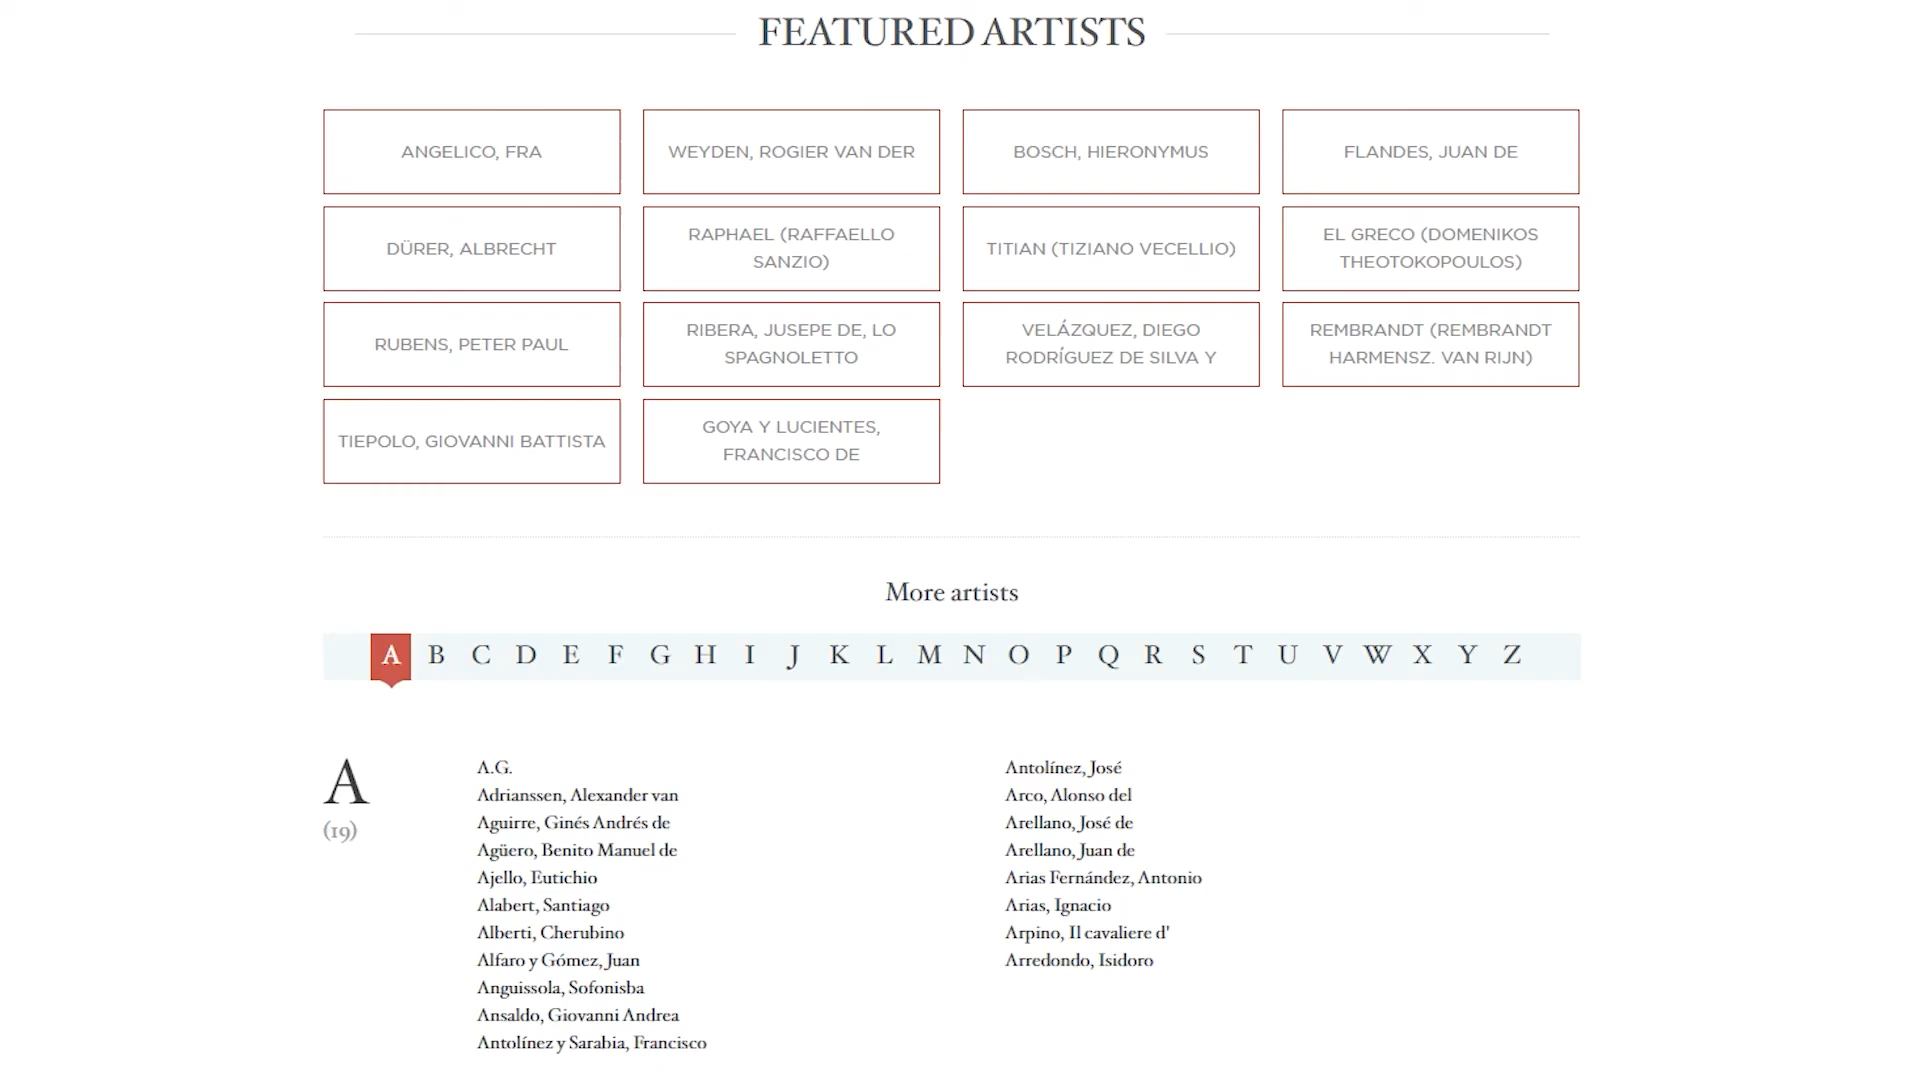 FEATURED ARTISTS
ANGELICO, FRA
WEYDEN, ROGIER VAN DER
BOSCH, HIERONYMUS
FLANDES, JUAN DE
DÜRER, ALBRECHT
RAPHAEL (RAFFAELLO
SANZIO)
TITIAN (TIZIANO VECELLIO)
EL GRECO (DOMENIKOS
THEOTOKOPOULOS)
RUBENS, PETER PAUL
RIBERA, JUSEPE DE, LO
SPAGNOLETTO
VELÁZQUEZ, DIEGO
RODRÍGUEZ DE SILVA Y
REMBRANDT (REMBRANDT
HARMENSZ. VAN RIJN)
TIEPOLO, GIOVANNI BATTISTA
GOYA Y LUCIENTES,
FRANCISCO DE
More artists
A B C D E F G H I J K L M N O P Q R S T U V W X Y Z
A
(19)
A.G.
Adrianssen, Alexander van
Aguirre, Ginés Andrés de
Agüero, Benito Manuel de
Ajello, Eutichio
Alabert, Santiago
Alberti, Cherubino
Alfaro y Gómez, Juan
Anguissola, Sofonisba
Ansaldo, Giovanni Andrea
Antolínez y Sarabia, Francisco
Antolínez, José
Arco, Alonso del
Arellano, José de
Arellano, Juan de
Arias Fernández, Antonio
Arias, Ignacio
Arpino, Il cavaliere d'
Arredondo, Isidoro